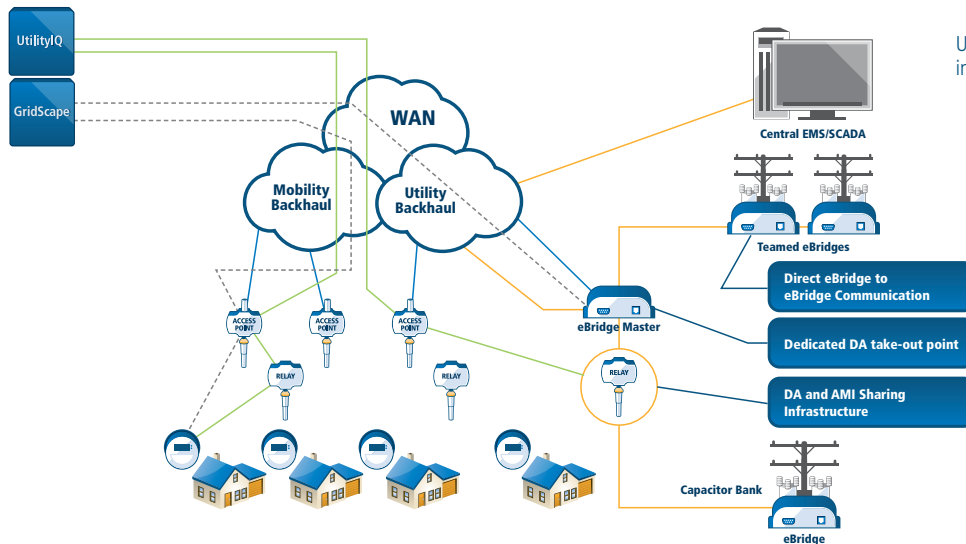 UtilityIQ
GridScape
WAN
Mobility
Backhaul
Utility
Backhaul
Central EMS/SCADA
Teamed eBridges
Direct eBridge to
eBridge Communication
eBridge Master
Dedicated DA take-out point
ACCESS
POINT
ACCESS
POINT
ACCESS
POINT
RELAY
RELAY
RELAY
DA and AMI Sharing
Infrastructure
Capacitor Bank
eBridge